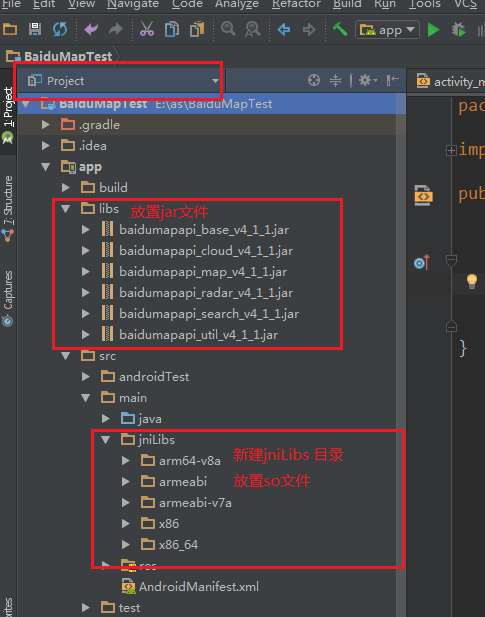 File Edit View Navigate Code Analyze Refactor Build Run Tools VCS
app
BaiduMapTest
Project
activity_m
BaiduMapTest E:\as\BaiduMapTest
.gradle
.idea
app
build
libs 放置jar文件
baidumapapi_base_v4_1_1.jar
baidumapapi_cloud_v4_1_1.jar
baidumapapi_map_v4_1_1.jar
baidumapapi_radar_v4_1_1.jar
baidumapapi_search_v4_1_1.jar
baidumapapi_util_v4_1_1.jar
src
androidTest
main
java
jniLibs
arm64-v8a 新建jniLibs 目录
armeabi 放置so文件
armeabi-v7a
x86
x86_64
res
AndroidManifest.xml
test
1: Project
7: Structure
Captures
pac
imp
pub
}